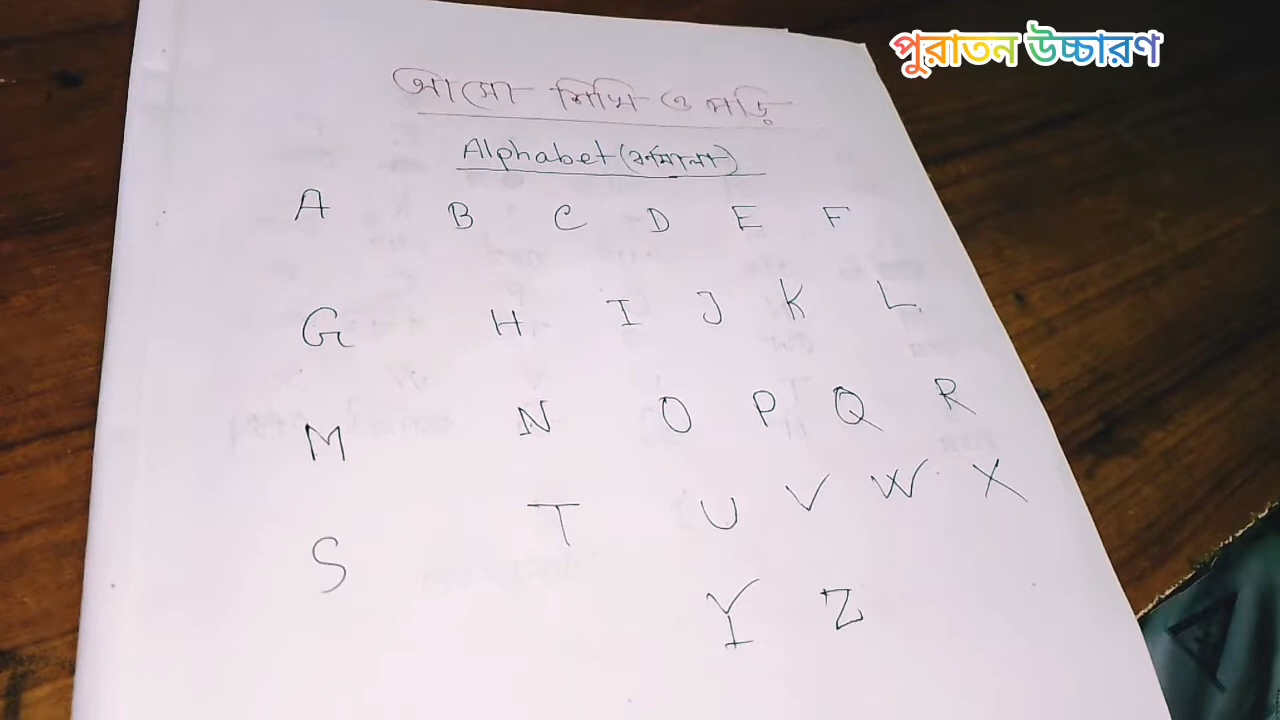 পুরাতন উচ্চারণ
আসো লিখি ও পড়ি
Alphabet (বর্ণমালা)
A B C D E F
G H I J K L
M N O P Q R
S T U V W X
Y Z